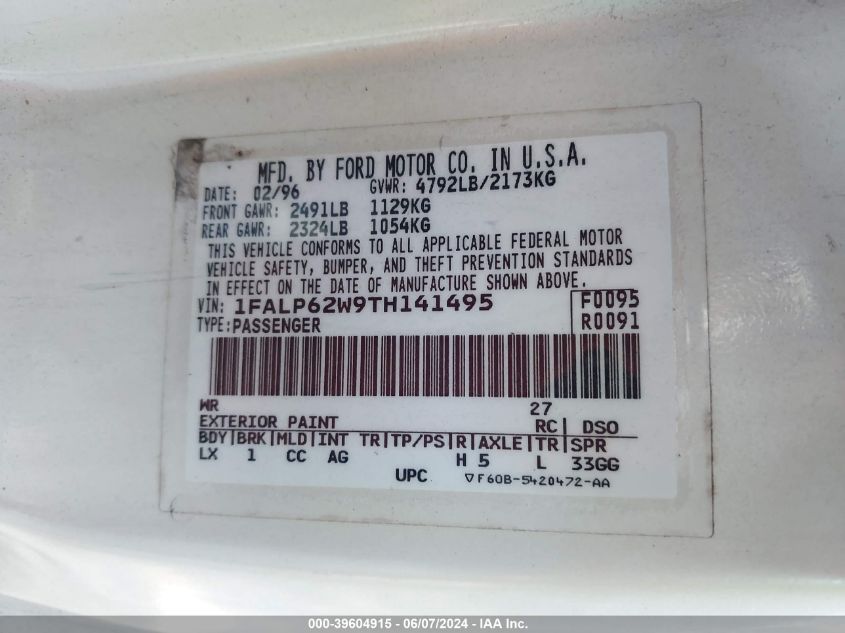 MFD. BY FORD MOTOR CO. IN U.S.A.
DATE: 02/96 GVWR: 4792LB/2173KG
FRONT GAWR: 2491LB 1129KG
REAR GAWR: 2324LB 1054KG
THIS VEHICLE CONFORMS TO ALL APPLICABLE FEDERAL MOTOR
VEHICLE SAFETY, BUMPER, AND THEFT PREVENTION STANDARDS
IN EFFECT ON THE DATE OF MANUFACTURE SHOWN ABOVE.
VIN: 1FALP62W9TH141495 F0095
TYPE: PASSENGER R0091
WR 27
EXTERIOR PAINT RC| DSO
BDY|BRK|MLD|INT TR|TP/PS|R|AXLE|TR|SPR
LX 1 CC AG H 5 L 33GG
UPC ▽F60B-5420472-AA
000-39604915 - 06/07/2024 - © IAA Inc.